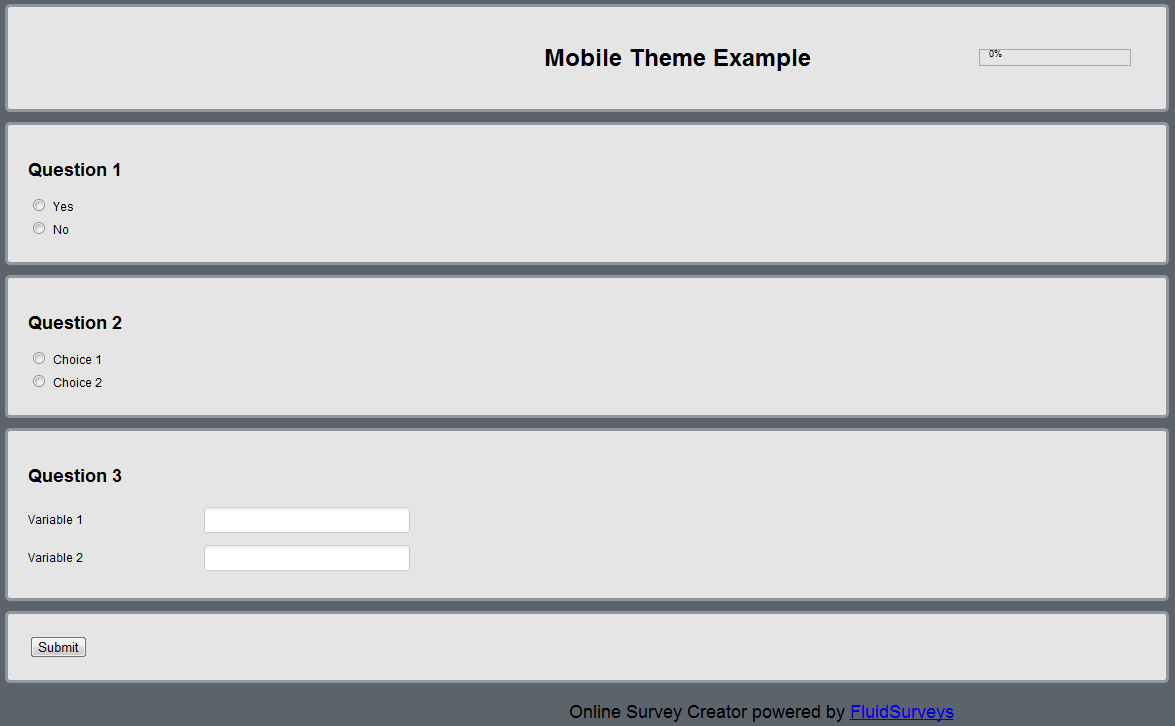 Mobile Theme Example
0%
Question 1
Yes
No
Question 2
Choice 1
Choice 2
Question 3
Variable 1
Variable 2
Submit
Online Survey Creator powered by FluidSurveys